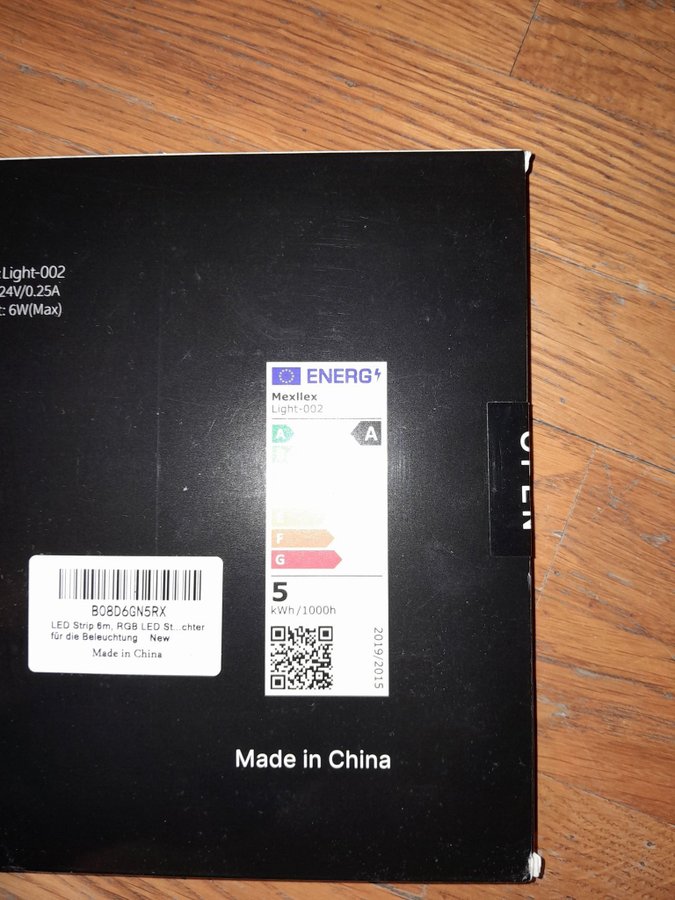 : Light-002
24V/0.25A
t: 6W(Max)
ENERG
Mexllex
Light-002
A
A
F
G
5
kWh/1000h
2019/2015
OPEN
B08D6GN5RX
LED Strip 6m, RGB LED St...chter
für die Beleuchtung New
Made in China
Made in China